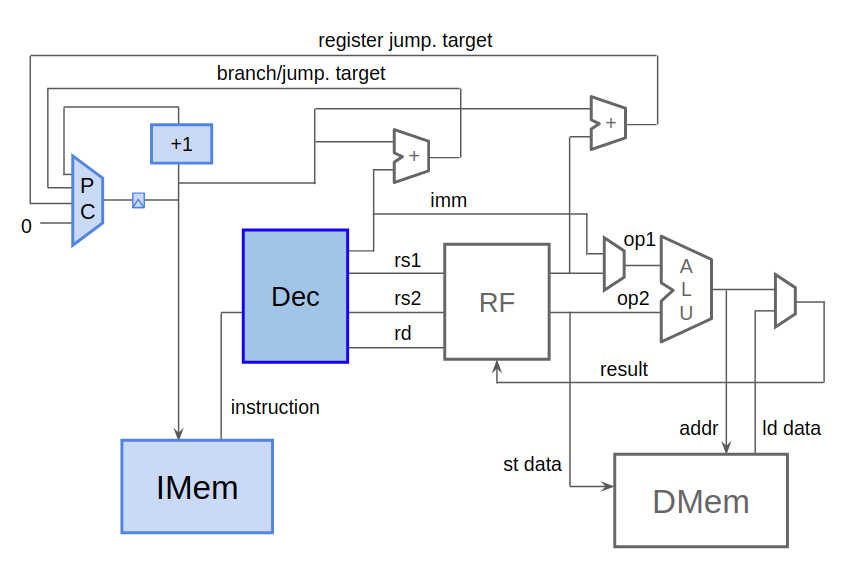 register jump. target
branch/jump. target
+1
+
+
P
C
0
imm
Dec
rs1
rs2
rd
RF
op1
op2
A
L
U
result
instruction
addr
ld data
st data
IMem
DMem